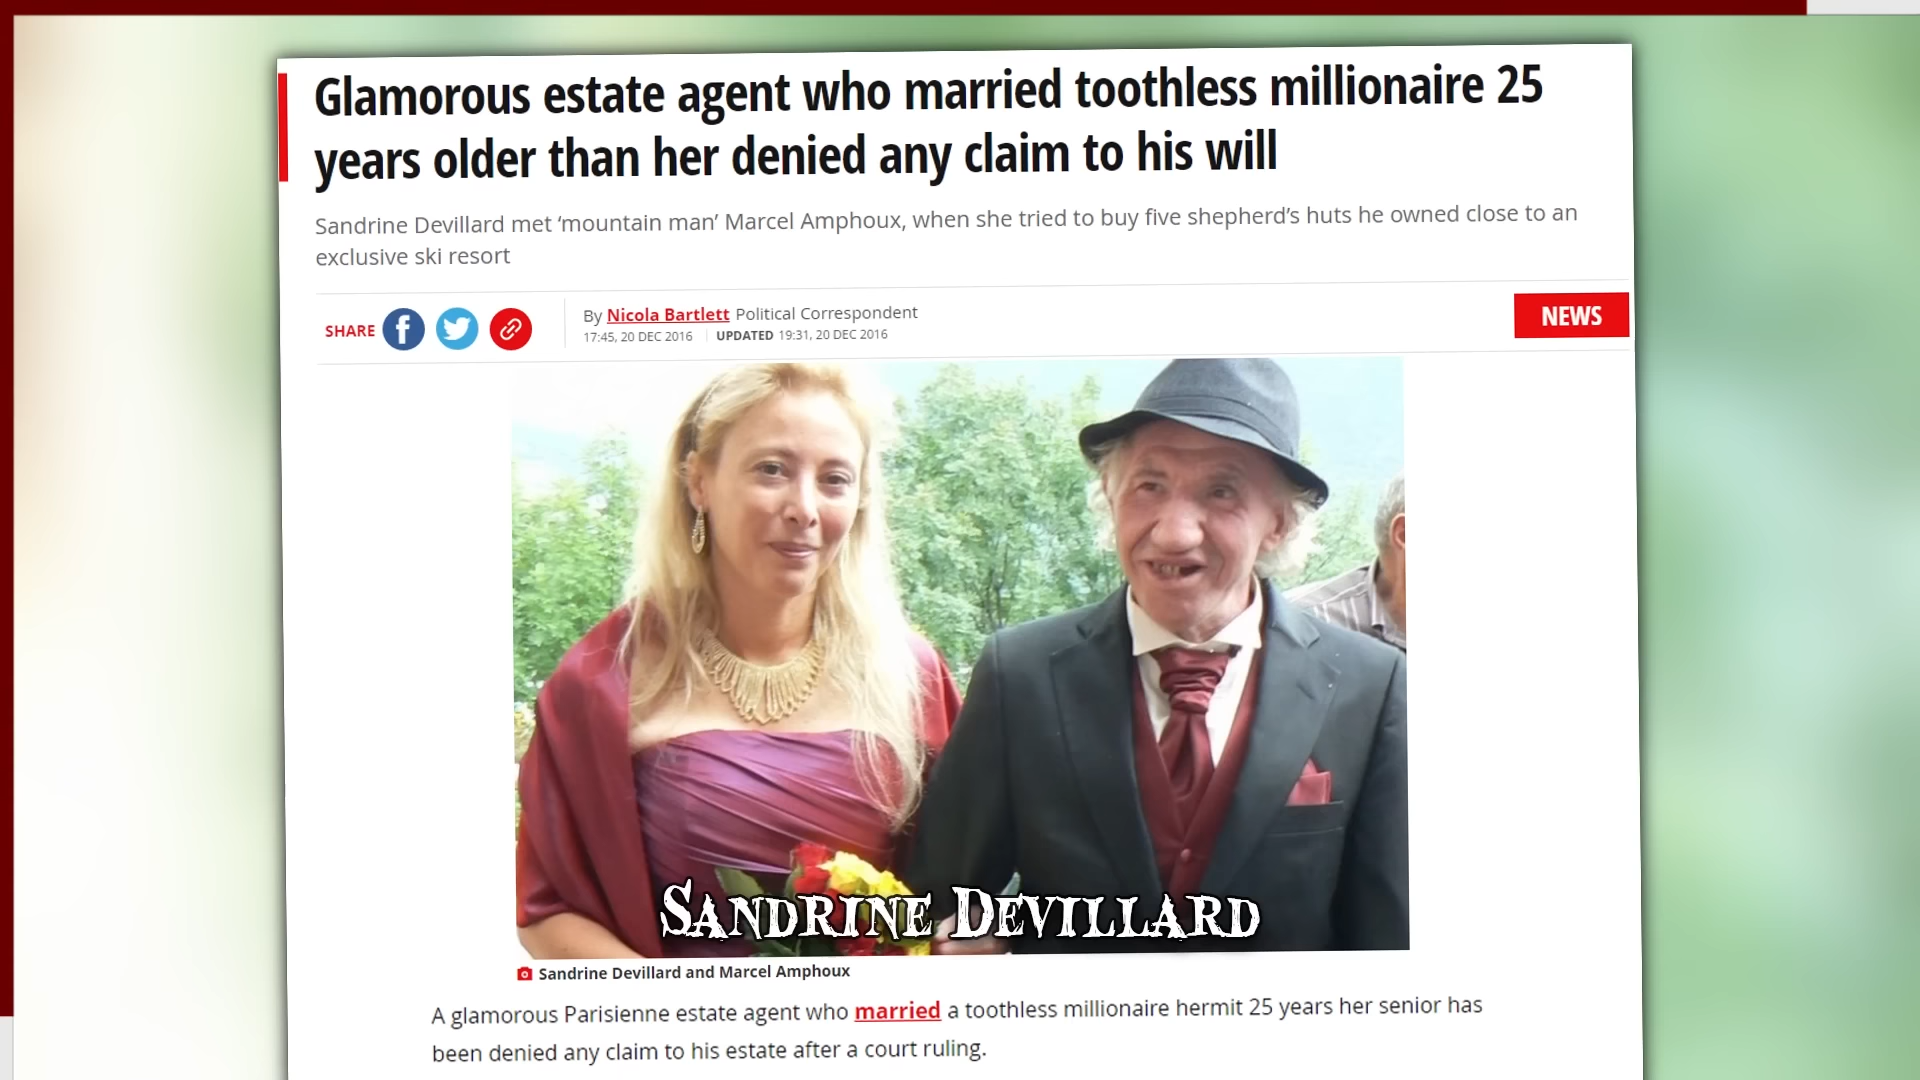 Glamorous estate agent who married toothless millionaire 25
years older than her denied any claim to his will
Sandrine Devillard met ‘mountain man’ Marcel Amphoux, when she tried to buy five shepherd’s huts he owned close to an
exclusive ski resort
SHARE
By Nicola Bartlett Political Correspondent
17:45, 20 DEC 2016 UPDATED 19:31, 20 DEC 2016
NEWS
SANDRINE DEVILLARD
Sandrine Devillard and Marcel Amphoux
A glamorous Parisienne estate agent who married a toothless millionaire hermit 25 years her senior has
been denied any claim to his estate after a court ruling.